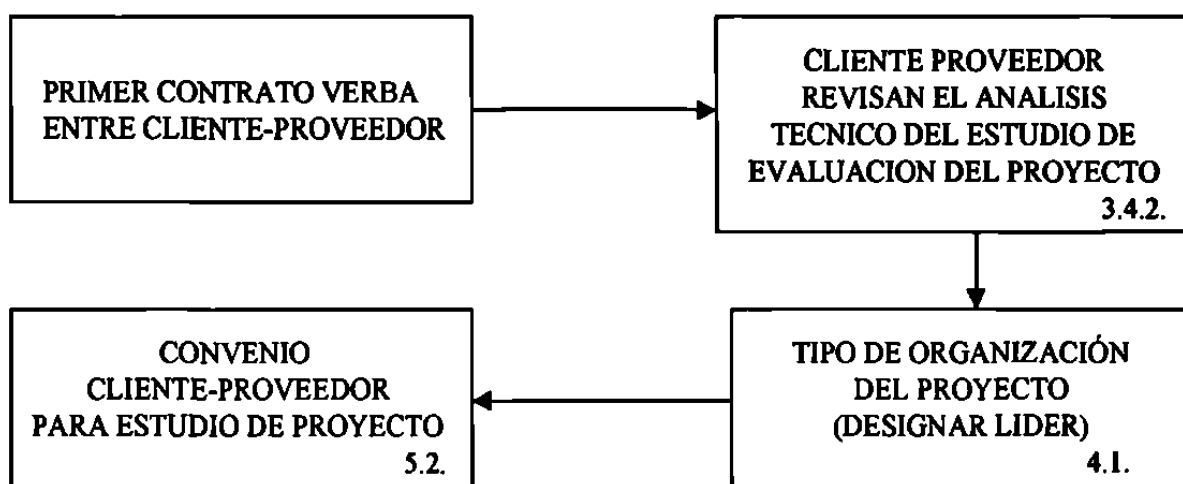 PRIMER CONTRATO VERBA
ENTRE CLIENTE-PROVEEDOR
CLIENTE PROVEEDOR
REVISAN EL ANALISIS
TECNICO DEL ESTUDIO DE
EVALUACION DEL PROYECTO
3.4.2.
TIPO DE ORGANIZACIÓN
DEL PROYECTO
(DESIGNAR LIDER)
4.1.
CONVENIO
CLIENTE-PROVEEDOR
PARA ESTUDIO DE PROYECTO
5.2.